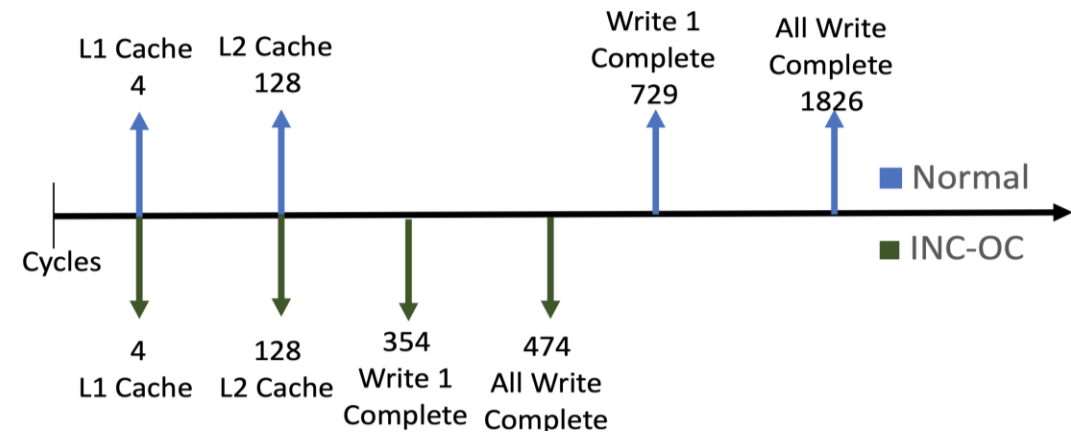 L1 Cache
4
L2 Cache
128
Write 1
Complete
729
All Write
Complete
1826
Normal
INC-OC
Cycles
4
L1 Cache
128
L2 Cache
354
Write 1
Complete
474
All Write
Complete